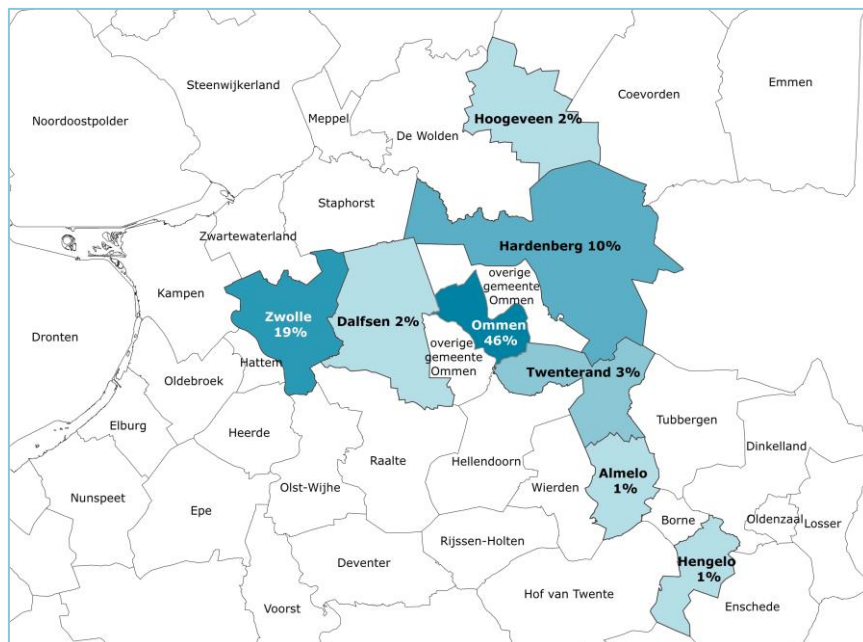 Emmen
Steenwijkerland
Coevorden
Noordoostpolder
Meppel
Hoogeveen 2%
De Wolden
Staphorst
Zwartewaterland
Hardenberg 10%
overige
gemeente
Ommen
Kampen
Zwolle
19%
Dalfsen 2%
Ommen
46%
Dronten
overige
gemeente
Ommen
Hattem
Twenterand 3%
Oldebroek
Tubbergen
Elburg
Heerde
Dinkelland
Raalte
Hellendoorn
Almelo
1%
Nunspeet
Olst-Wijhe
Wierden
Epe
Borne
Oldenzaal
Losser
Rijssen-Holten
Deventer
Hengelo
1%
Hof van Twente
Voorst
Enschede